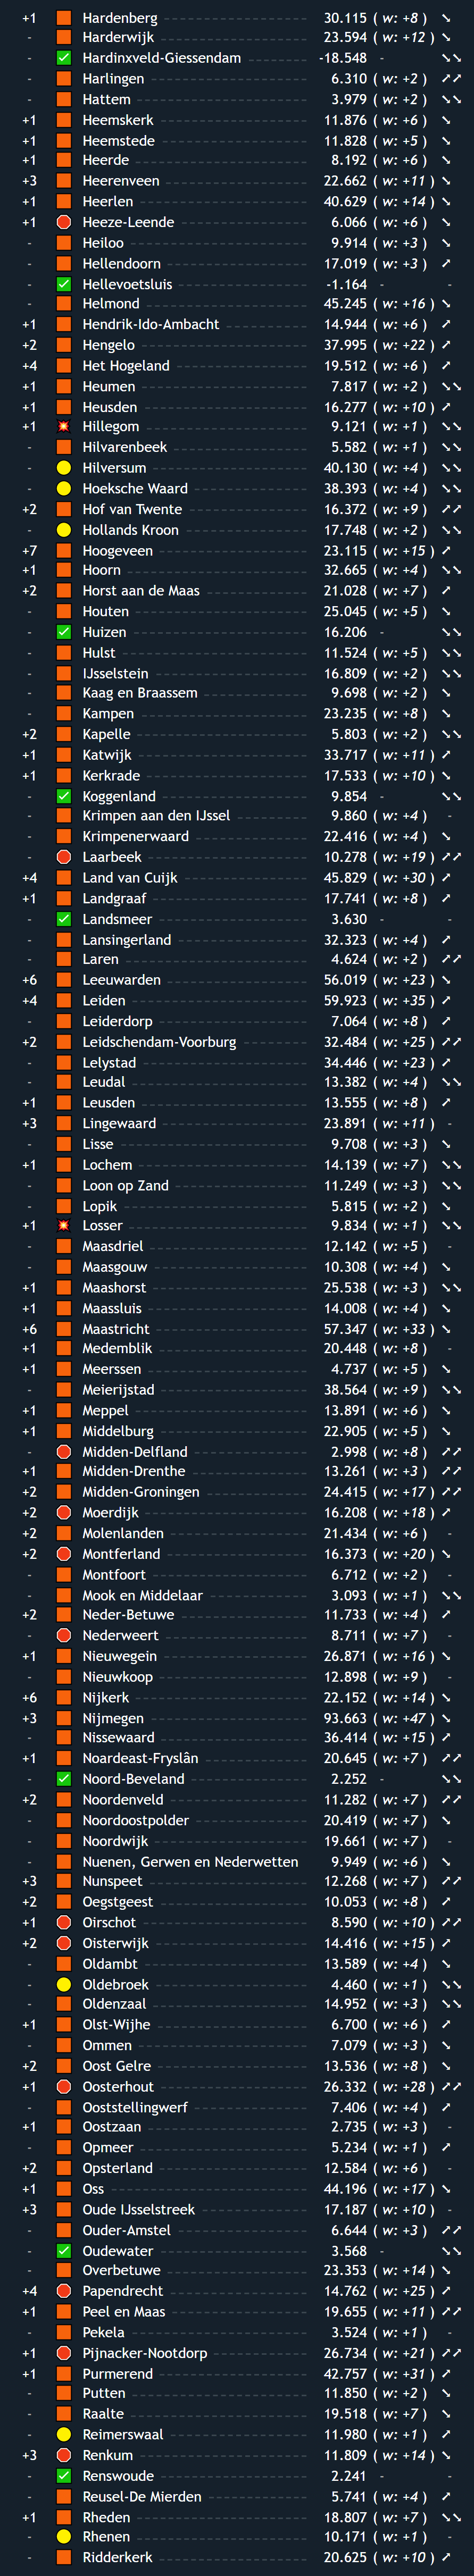 +1 Hardenberg 30.115 ( w: +8 )
- Harderwijk 23.594 ( w: +12 )
- Hardinxveld-Giessendam -18.548 -
- Harlingen 6.310 ( w: +2 )
- Hattem 3.979 ( w: +2 )
+1 Heemskerk 11.876 ( w: +6 )
+1 Heemstede 11.828 ( w: +5 )
+1 Heerde 8.192 ( w: +6 )
+3 Heerenveen 22.662 ( w: +11 )
+1 Heerlen 40.629 ( w: +14 )
+1 Heeze-Leende 6.066 ( w: +6 )
- Heiloo 9.914 ( w: +3 )
- Hellendoorn 17.019 ( w: +3 )
- Hellevoetsluis -1.164 - -
- Helmond 45.245 ( w: +16 )
+1 Hendrik-Ido-Ambacht 14.944 ( w: +6 )
+2 Hengelo 37.995 ( w: +22 )
+4 Het Hogeland 19.512 ( w: +6 )
+1 Heumen 7.817 ( w: +2 )
+1 Heusden 16.277 ( w: +10 )
+1 Hillegom 9.121 ( w: +1 )
- Hilvarenbeek 5.582 ( w: +1 )
- Hilversum 40.130 ( w: +4 )
- Hoeksche Waard 38.393 ( w: +4 )
+2 Hof van Twente 16.372 ( w: +9 )
- Hollands Kroon 17.748 ( w: +2 )
+7 Hoogeveen 23.115 ( w: +15 )
+1 Hoorn 32.665 ( w: +4 )
+2 Horst aan de Maas 21.028 ( w: +7 )
- Houten 25.045 ( w: +5 )
- Huizen 16.206 -
- Hulst 11.524 ( w: +5 )
- IJsselstein 16.809 ( w: +2 )
- Kaag en Braassem 9.698 ( w: +2 )
- Kampen 23.235 ( w: +8 )
+2 Kapelle 5.803 ( w: +2 )
+1 Katwijk 33.717 ( w: +11 )
+1 Kerkrade 17.533 ( w: +10 )
- Koggenland 9.854 -
- Krimpen aan den IJssel 9.860 ( w: +4 ) -
- Krimpenerwaard 22.416 ( w: +4 )
- Laarbeek 10.278 ( w: +19 )
+4 Land van Cuijk 45.829 ( w: +30 )
+1 Landgraaf 17.741 ( w: +8 )
- Landsmeer 3.630 - -
- Lansingerland 32.323 ( w: +4 )
- Laren 4.624 ( w: +2 )
+6 Leeuwarden 56.019 ( w: +23 )
+4 Leiden 59.923 ( w: +35 )
- Leiderdorp 7.064 ( w: +8 )
+2 Leidschendam-Voorburg 32.484 ( w: +25 )
- Lelystad 34.446 ( w: +23 )
- Leudal 13.382 ( w: +4 )
+1 Leusden 13.555 ( w: +8 )
+3 Lingewaard 23.891 ( w: +11 ) -
- Lisse 9.708 ( w: +3 )
+1 Lochem 14.139 ( w: +7 )
- Loon op Zand 11.249 ( w: +3 )
- Lopik 5.815 ( w: +2 )
+1 Losser 9.834 ( w: +1 )
- Maasdriel 12.142 ( w: +5 ) -
- Maasgouw 10.308 ( w: +4 )
+1 Maashorst 25.538 ( w: +3 )
+1 Maassluis 14.008 ( w: +4 )
+6 Maastricht 57.347 ( w: +33 )
+1 Medemblik 20.448 ( w: +8 ) -
+1 Meerssen 4.737 ( w: +5 )
- Meierijstad 38.564 ( w: +9 )
+1 Meppel 13.891 ( w: +6 )
+1 Middelburg 22.905 ( w: +5 )
- Midden-Delfland 2.998 ( w: +8 )
+1 Midden-Drenthe 13.261 ( w: +3 )
+2 Midden-Groningen 24.415 ( w: +17 )
+2 Moerdijk 16.208 ( w: +18 )
+2 Molenlanden 21.434 ( w: +6 ) -
+2 Montferland 16.373 ( w: +20 )
- Montfoort 6.712 ( w: +2 ) -
- Mook en Middelaar 3.093 ( w: +1 )
+2 Neder-Betuwe 11.733 ( w: +4 )
- Nederweert 8.711 ( w: +7 ) -
+1 Nieuwegein 26.871 ( w: +16 )
- Nieuwkoop 12.898 ( w: +9 ) -
+6 Nijkerk 22.152 ( w: +14 )
+3 Nijmegen 93.663 ( w: +47 )
- Nissewaard 36.414 ( w: +15 )
+1 Noardeast-Fryslân 20.645 ( w: +7 )
- Noord-Beveland 2.252 -
+2 Noordenveld 11.282 ( w: +7 )
- Noordoostpolder 20.419 ( w: +7 )
- Noordwijk 19.661 ( w: +7 ) -
- Nuenen, Gerwen en Nederwetten 9.949 ( w: +6 )
+3 Nunspeet 12.268 ( w: +7 )
+2 Oegstgeest 10.053 ( w: +8 )
+1 Oirschot 8.590 ( w: +10 )
+2 Oisterwijk 14.416 ( w: +15 )
- Oldambt 13.589 ( w: +4 )
- Oldebroek 4.460 ( w: +1 )
- Oldenzaal 14.952 ( w: +3 )
+1 Olst-Wijhe 6.700 ( w: +6 )
- Ommen 7.079 ( w: +3 )
+2 Oost Gelre 13.536 ( w: +8 )
+1 Oosterhout 26.332 ( w: +28 )
- Ooststellingwerf 7.406 ( w: +4 )
+1 Oostzaan 2.735 ( w: +3 ) -
- Opmeer 5.234 ( w: +1 )
+2 Opsterland 12.584 ( w: +6 ) -
+1 Oss 44.196 ( w: +17 )
+3 Oude IJsselstreek 17.187 ( w: +10 ) -
- Ouder-Amstel 6.644 ( w: +3 )
- Oudewater 3.568 -
- Overbetuwe 23.353 ( w: +14 )
+4 Papendrecht 14.762 ( w: +25 )
+1 Peel en Maas 19.655 ( w: +11 )
- Pekela 3.524 ( w: +1 ) -
+1 Pijnacker-Nootdorp 26.734 ( w: +21 )
+1 Purmerend 42.757 ( w: +31 )
- Putten 11.850 ( w: +2 )
- Raalte 19.518 ( w: +7 )
- Reimerswaal 11.980 ( w: +1 )
+3 Renkum 11.809 ( w: +14 )
- Renswoude 2.241 - -
- Reusel-De Mierden 5.741 ( w: +4 )
+1 Rheden 18.807 ( w: +7 )
- Rhenen 10.171 ( w: +1 ) -
- Ridderkerk 20.625 ( w: +10 )